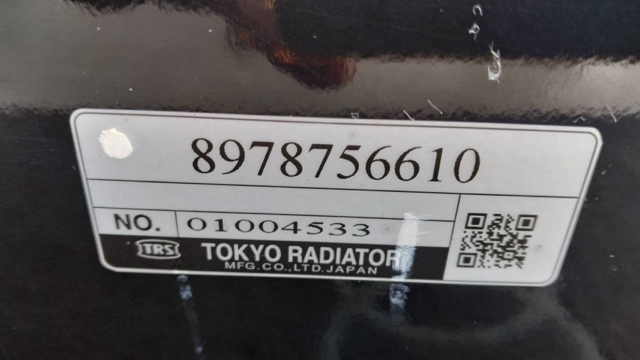 8978756610
NO. 01004533
TRS TOKYO RADIATOR
MFG.CO.,LTD.JAPAN